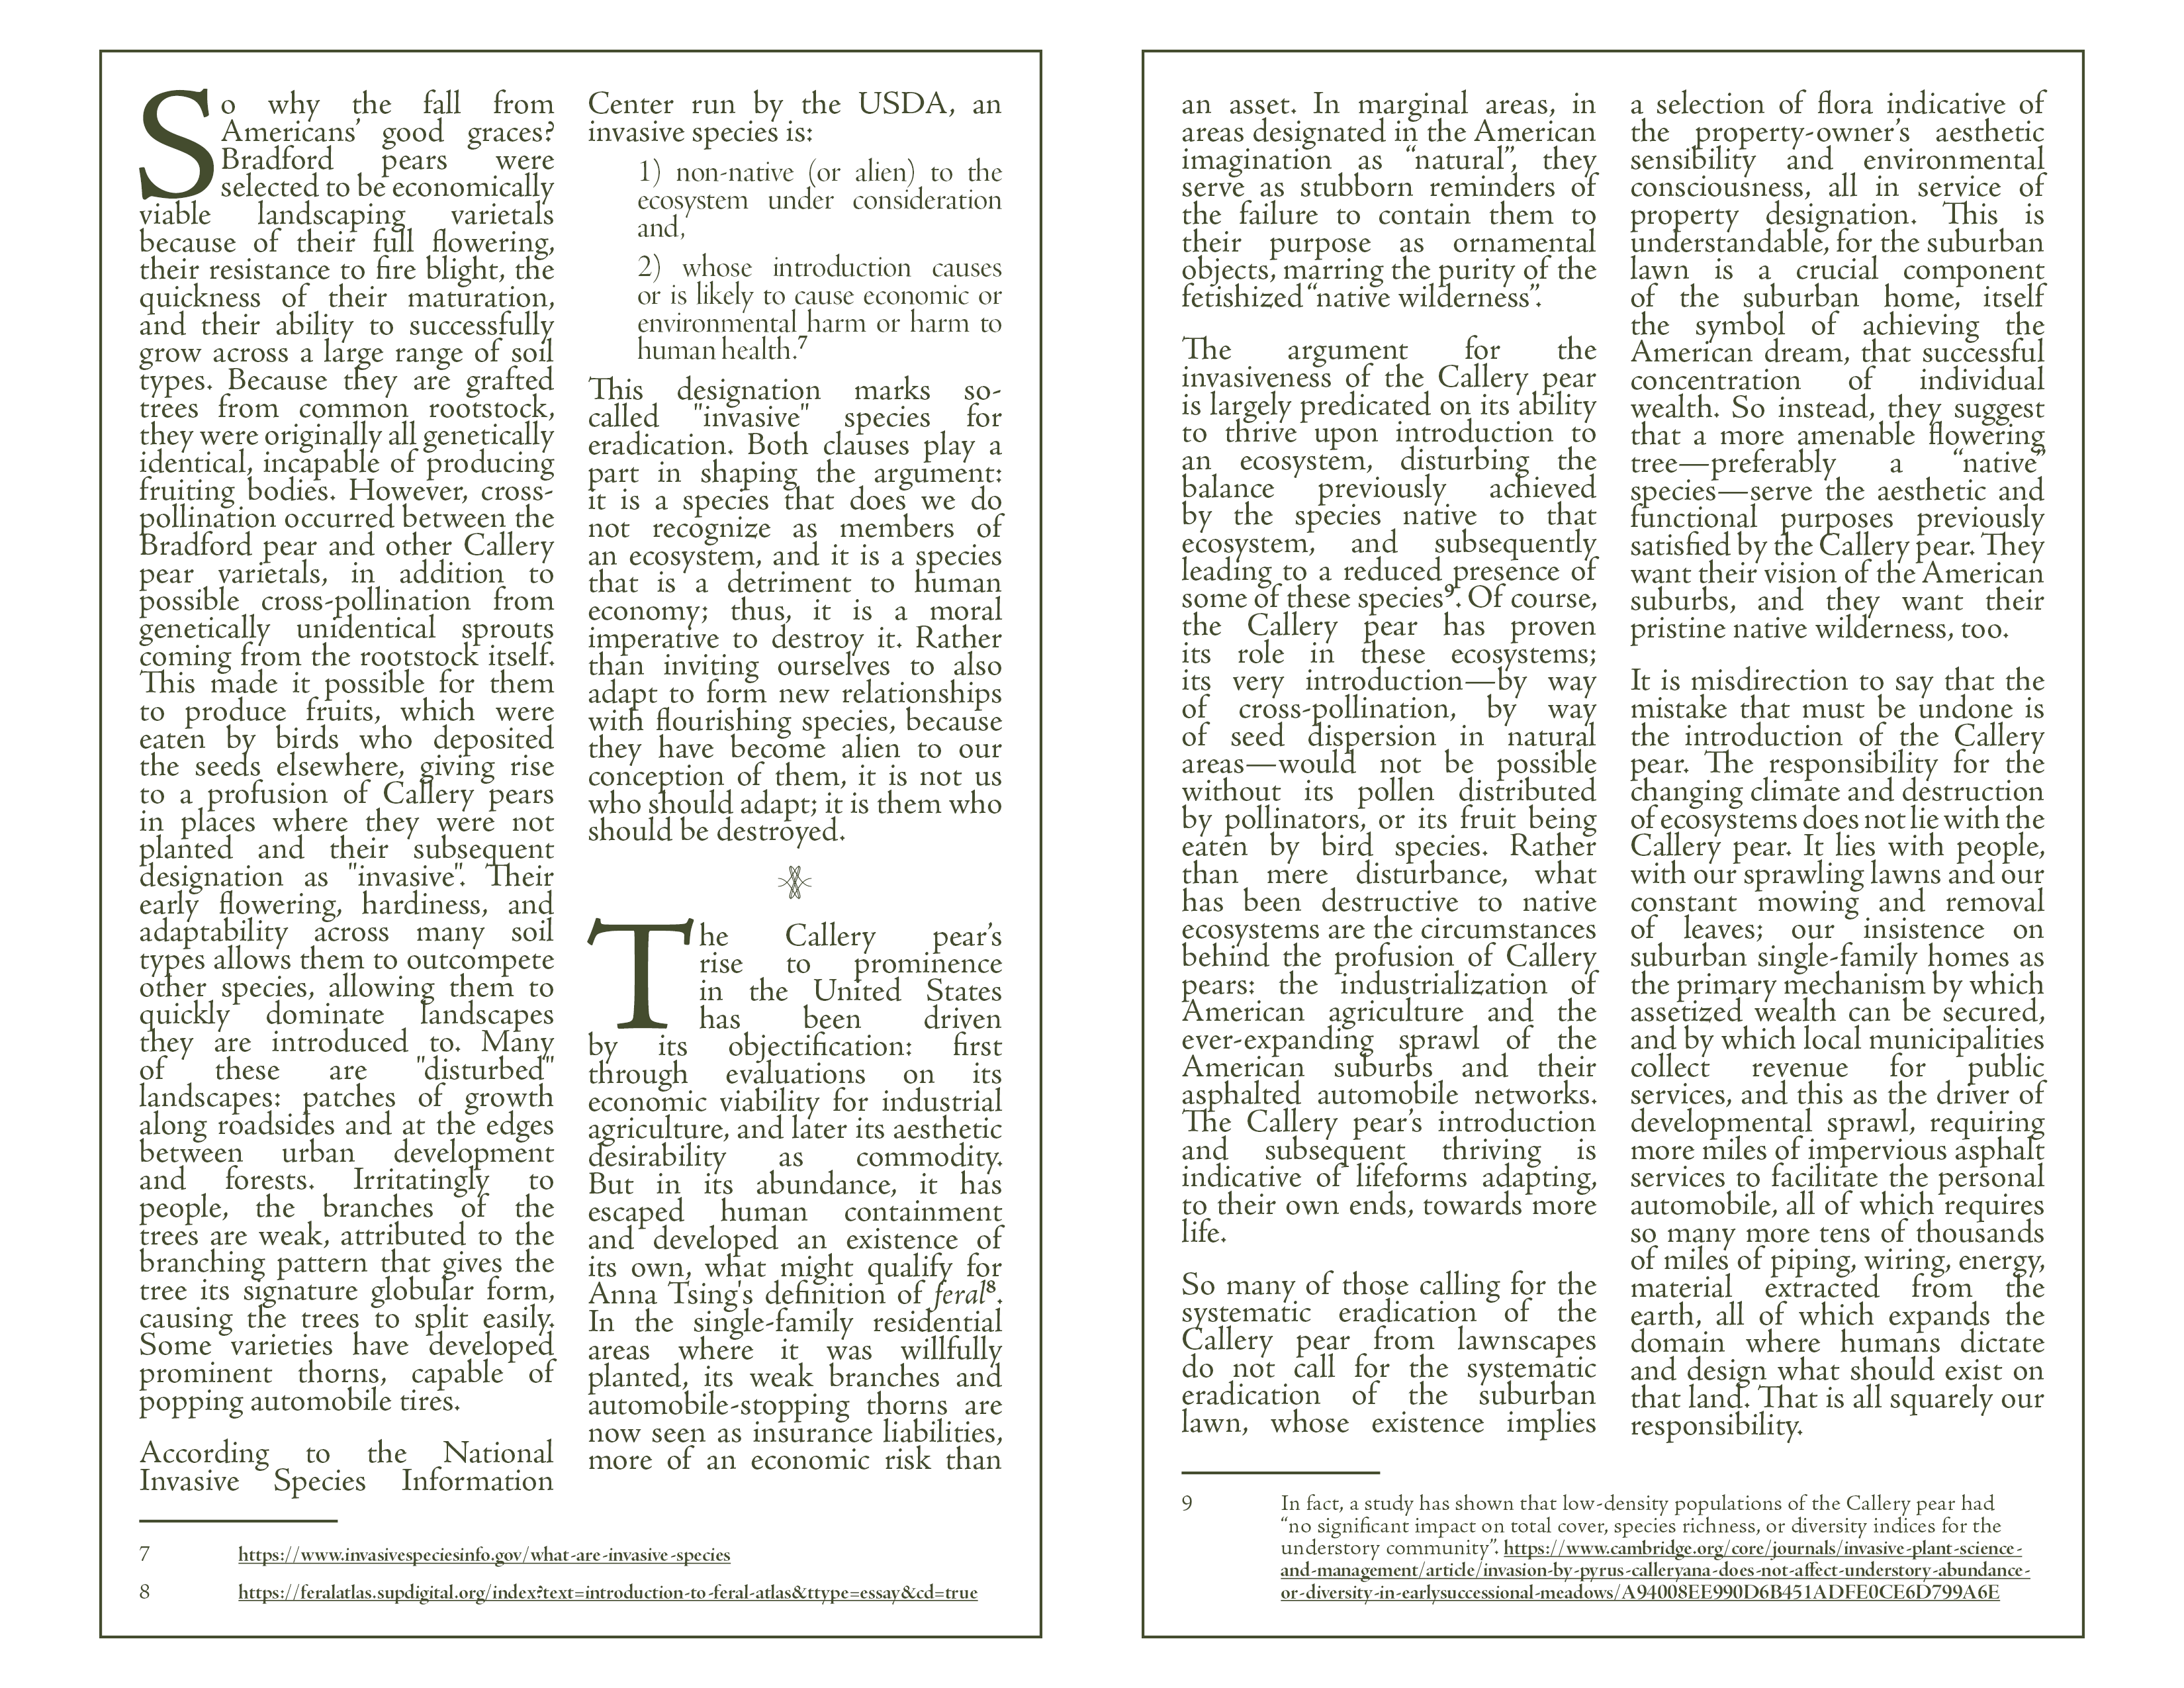 So why the fall from
Americans’ good graces?
Bradford pears were
selected to be economically
viable landscaping varietals
because of their full flowering,
their resistance to fire blight, the
quickness of their maturation,
and their ability to successfully
grow across a large range of soil
types. Because they are grafted
trees from common rootstock,
they were originally all genetically
identical, incapable of producing
fruiting bodies. However, cross-
pollination occurred between the
Bradford pear and other Callery
pear varietals, in addition to
possible cross-pollination from
genetically unidentical sprouts
coming from the rootstock itself.
This made it possible for them
to produce fruits, which were
eaten by birds who deposited
the seeds elsewhere, giving rise
to a profusion of Callery pears
in places where they were not
planted and their subsequent
designation as "invasive". Their
early flowering, hardiness, and
adaptability across many soil
types allows them to outcompete
other species, allowing them to
quickly dominate landscapes
they are introduced to. Many
of these are "disturbed"
landscapes: patches of growth
along roadsides and at the edges
between urban development
and forests. Irritatingly to
people, the branches of the
trees are weak, attributed to the
branching pattern that gives the
tree its signature globular form,
causing the trees to split easily.
Some varieties have developed
prominent thorns, capable of
popping automobile tires.
According to the National
Invasive Species Information
Center run by the USDA, an
invasive species is:
1) non-native (or alien) to the
ecosystem under consideration
and,
2) whose introduction causes
or is likely to cause economic or
environmental harm or harm to
human health.7
This designation marks so-
called "invasive" species for
eradication. Both clauses play a
part in shaping the argument:
it is a species that does we do
not recognize as members of
an ecosystem, and it is a species
that is a detriment to human
economy; thus, it is a moral
imperative to destroy it. Rather
than inviting ourselves to also
adapt to form new relationships
with flourishing species, because
they have become alien to our
conception of them, it is not us
who should adapt; it is them who
should be destroyed.
The Callery pear’s
rise to prominence
in the United States
has been driven
by its objectification: first
through evaluations on its
economic viability for industrial
agriculture, and later its aesthetic
desirability as commodity.
But in its abundance, it has
escaped human containment
and developed an existence of
its own, what might qualify for
Anna Tsing's definition of feral8.
In the single-family residential
areas where it was willfully
planted, its weak branches and
automobile-stopping thorns are
now seen as insurance liabilities,
more of an economic risk than
7 https://www.invasivespeciesinfo.gov/what-are-invasive-species
8 https://feralatlas.supdigital.org/index?text=introduction-to-feral-atlas&ttype=essay&cd=true
an asset. In marginal areas, in
areas designated in the American
imagination as “natural”, they
serve as stubborn reminders of
the failure to contain them to
their purpose as ornamental
objects, marring the purity of the
fetishized “native wilderness”.
The argument for the
invasiveness of the Callery pear
is largely predicated on its ability
to thrive upon introduction to
an ecosystem, disturbing the
balance previously achieved
by the species native to that
ecosystem, and subsequently
leading to a reduced presence of
some of these species9. Of course,
the Callery pear has proven
its role in these ecosystems;
its very introduction—by way
of cross-pollination, by way
of seed dispersion in natural
areas—would not be possible
without its pollen distributed
by pollinators, or its fruit being
eaten by bird species. Rather
than mere disturbance, what
has been destructive to native
ecosystems are the circumstances
behind the profusion of Callery
pears: the industrialization of
American agriculture and the
ever-expanding sprawl of the
American suburbs and their
asphalted automobile networks.
The Callery pear’s introduction
and subsequent thriving is
indicative of lifeforms adapting,
to their own ends, towards more
life.
So many of those calling for the
systematic eradication of the
Callery pear from lawnscapes
do not call for the systematic
eradication of the suburban
lawn, whose existence implies
a selection of flora indicative of
the property-owner’s aesthetic
sensibility and environmental
consciousness, all in service of
property designation. This is
understandable, for the suburban
lawn is a crucial component
of the suburban home, itself
the symbol of achieving the
American dream, that successful
concentration of individual
wealth. So instead, they suggest
that a more amenable flowering
tree—preferably a “native”
species—serve the aesthetic and
functional purposes previously
satisfied by the Callery pear. They
want their vision of the American
suburbs, and they want their
pristine native wilderness, too.
It is misdirection to say that the
mistake that must be undone is
the introduction of the Callery
pear. The responsibility for the
changing climate and destruction
of ecosystems does not lie with the
Callery pear. It lies with people,
with our sprawling lawns and our
constant mowing and removal
of leaves; our insistence on
suburban single-family homes as
the primary mechanism by which
assetized wealth can be secured,
and by which local municipalities
collect revenue for public
services, and this as the driver of
developmental sprawl, requiring
more miles of impervious asphalt
services to facilitate the personal
automobile, all of which requires
so many more tens of thousands
of miles of piping, wiring, energy,
material extracted from the
earth, all of which expands the
domain where humans dictate
and design what should exist on
that land. That is all squarely our
responsibility.
9 In fact, a study has shown that low-density populations of the Callery pear had
“no significant impact on total cover, species richness, or diversity indices for the
understory community”. https://www.cambridge.org/core/journals/invasive-plant-science-
and-management/article/invasion-by-pyrus-calleryana-does-not-affect-understory-abundance-
or-diversity-in-earlysuccessional-meadows/A94008EE990D6B451ADFE0CE6D799A6E